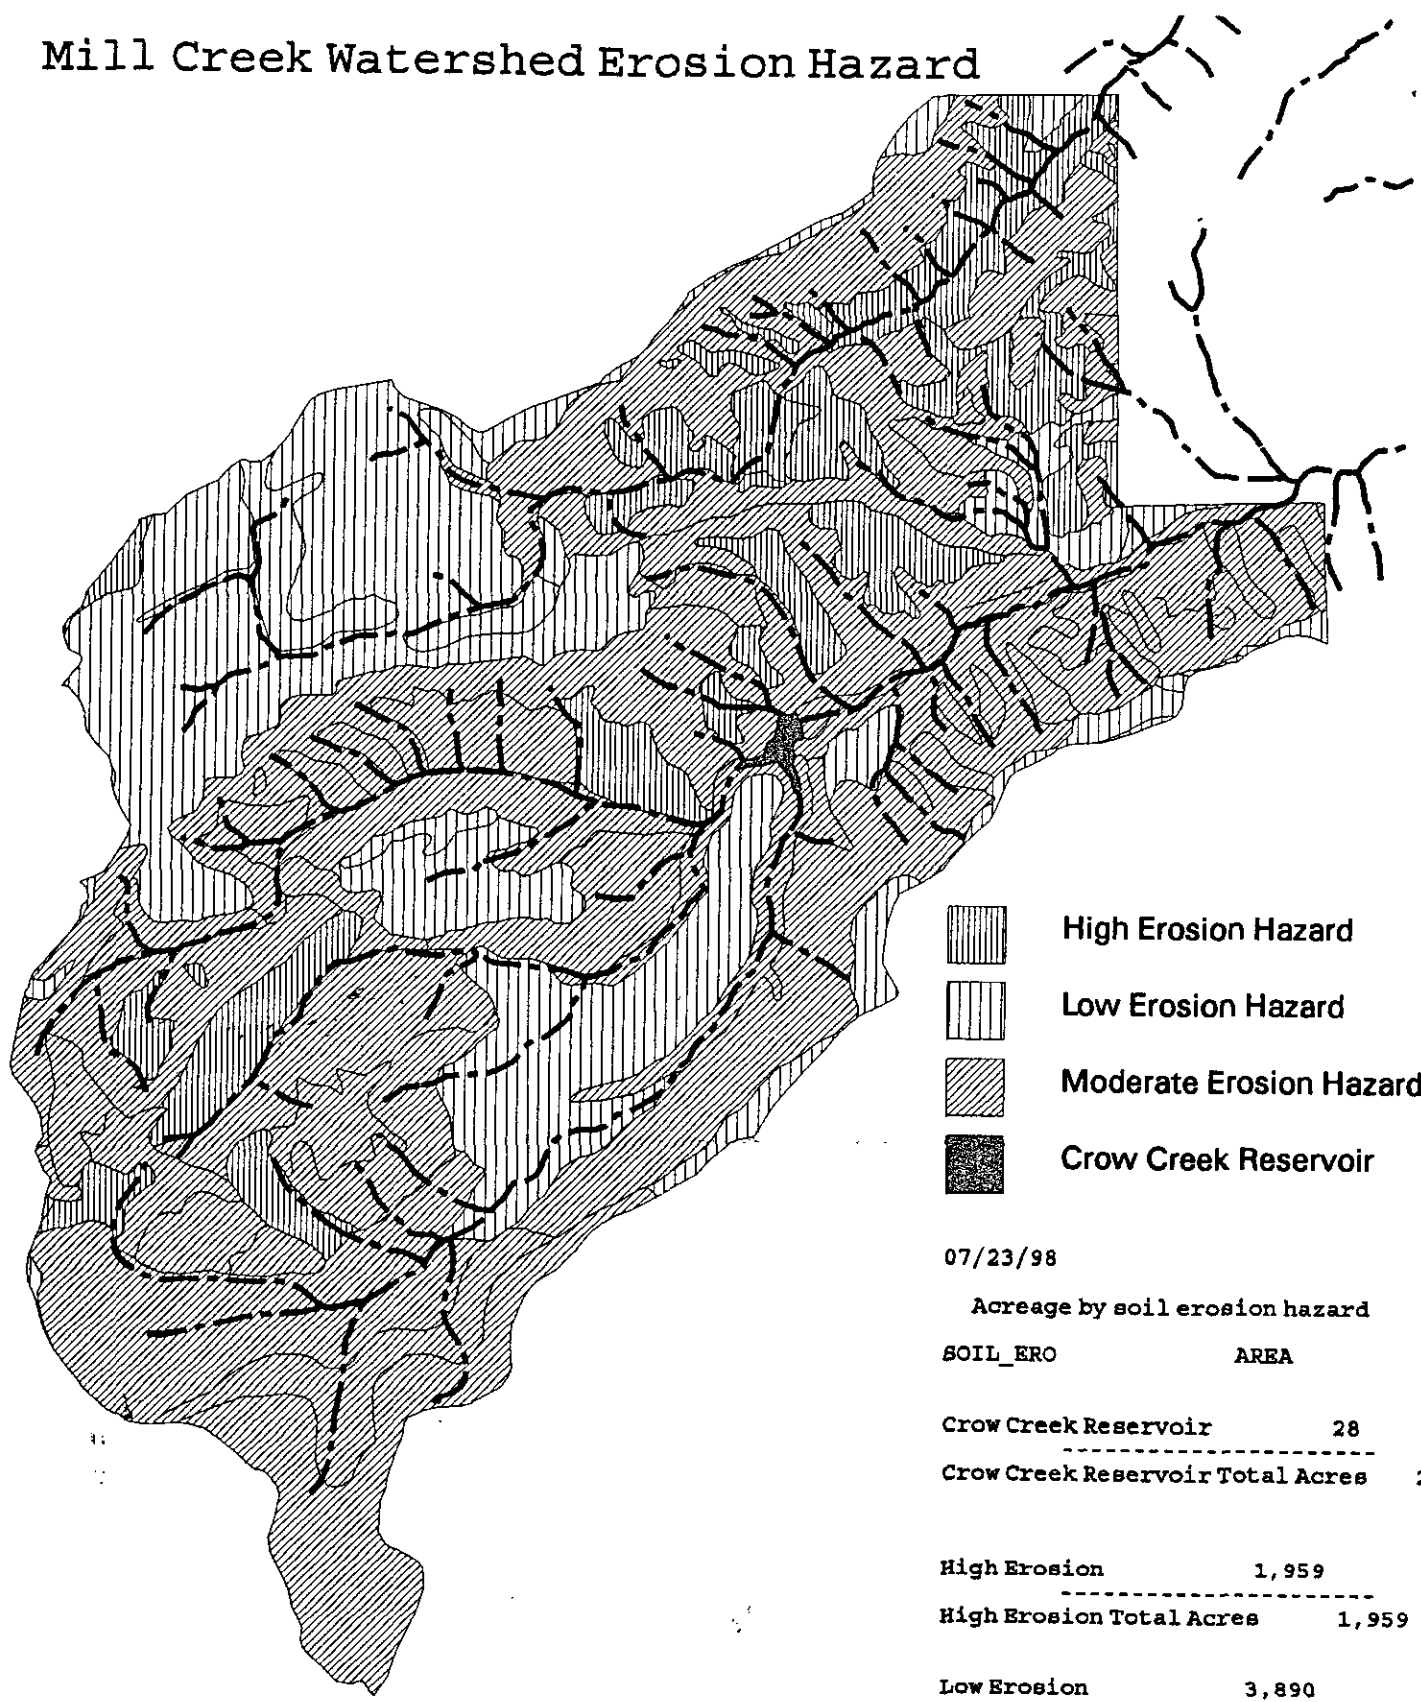 Mill Creek Watershed Erosion Hazard
High Erosion Hazard
Low Erosion Hazard
Moderate Erosion Hazard
Crow Creek Reservoir
07/23/98
Acreage by soil erosion hazard
SOIL_ERO AREA
Crow Creek Reservoir 28
Crow Creek Reservoir Total Acres
High Erosion 1,959
High Erosion Total Acres 1,959
Low Erosion 3,890